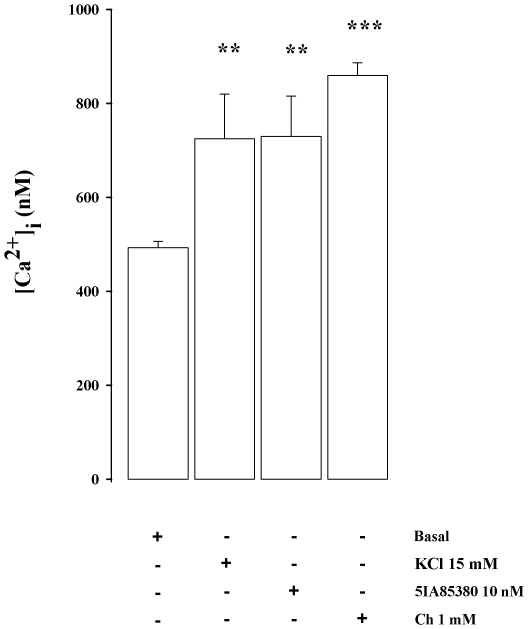 1000
800
600
400
200
0
[Ca2+]i (nM)
**
**
***
+ - - - Basal
- + - - KCl 15 mM
- - + - 5IA85380 10 nM
- - - + Ch 1 mM